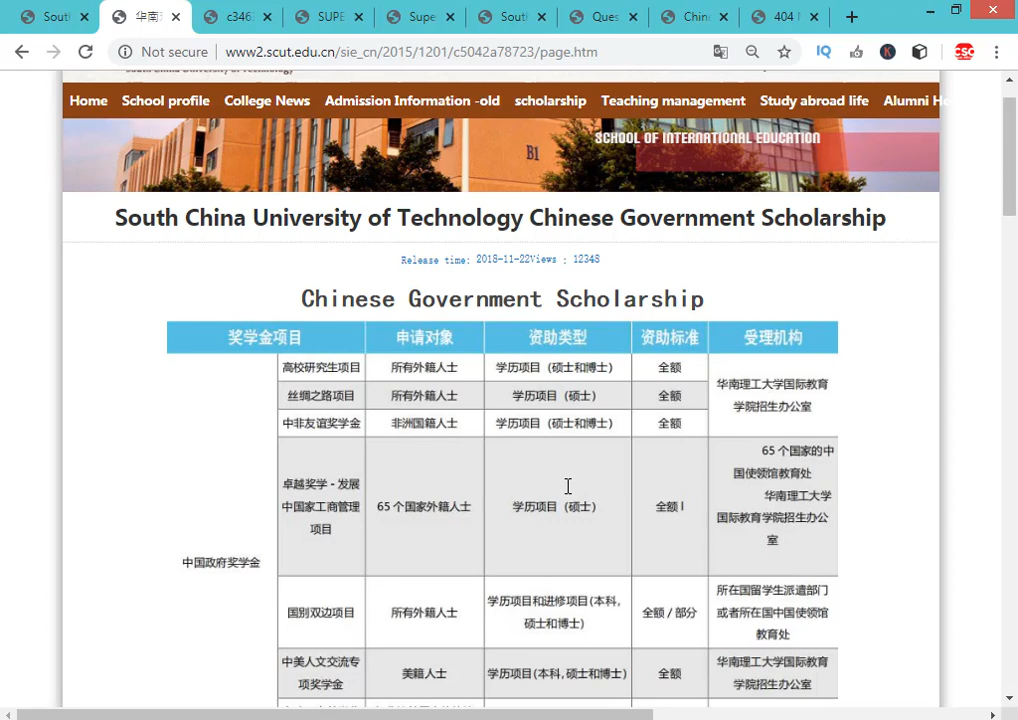 Sout
华南
c346
SUPE
Supe
Sout
Ques
Chin
404
Not secure
www2.scut.edu.cn/sie_cn/2015/1201/c5042a78723/page.htm
IQ
K
CSC
Home School profile College News Admission Information -old scholarship Teaching management Study abroad life Alumni He
SCHOOL OF INTERNATIONAL EDUCATION
B1
South China University of Technology Chinese Government Scholarship
Release time: 2018-11-22Views : 12348
Chinese Government Scholarship
奖学金项目 申请对象 资助类型 资助标准 受理机构
中国政府奖学金
高校研究生项目 所有外籍人士 学历项目（硕士和博士） 全额
丝绸之路项目 所有外籍人士 学历项目（硕士） 全额
中非友谊奖学金 非洲国籍人士 学历项目（硕士和博士） 全额
华南理工大学国际教育
学院招生办公室
卓越奖学 - 发展
中国家工商管理
项目
65 个国家外籍人士
学历项目（硕士）
全额 I
65 个国家的中
国使领馆教育处
华南理工大学
国际教育学院招生办公
室
国别双边项目
所有外籍人士
学历项目和进修项目(本科,
硕士和博士)
全额 / 部分
所在国留学生派遣部门
或者所在国中国使领馆
教育处
中美人文交流专
项奖学金
美籍人士
学历项目(本科, 硕士和博士)
全额
华南理工大学国际教育
学院招生办公室